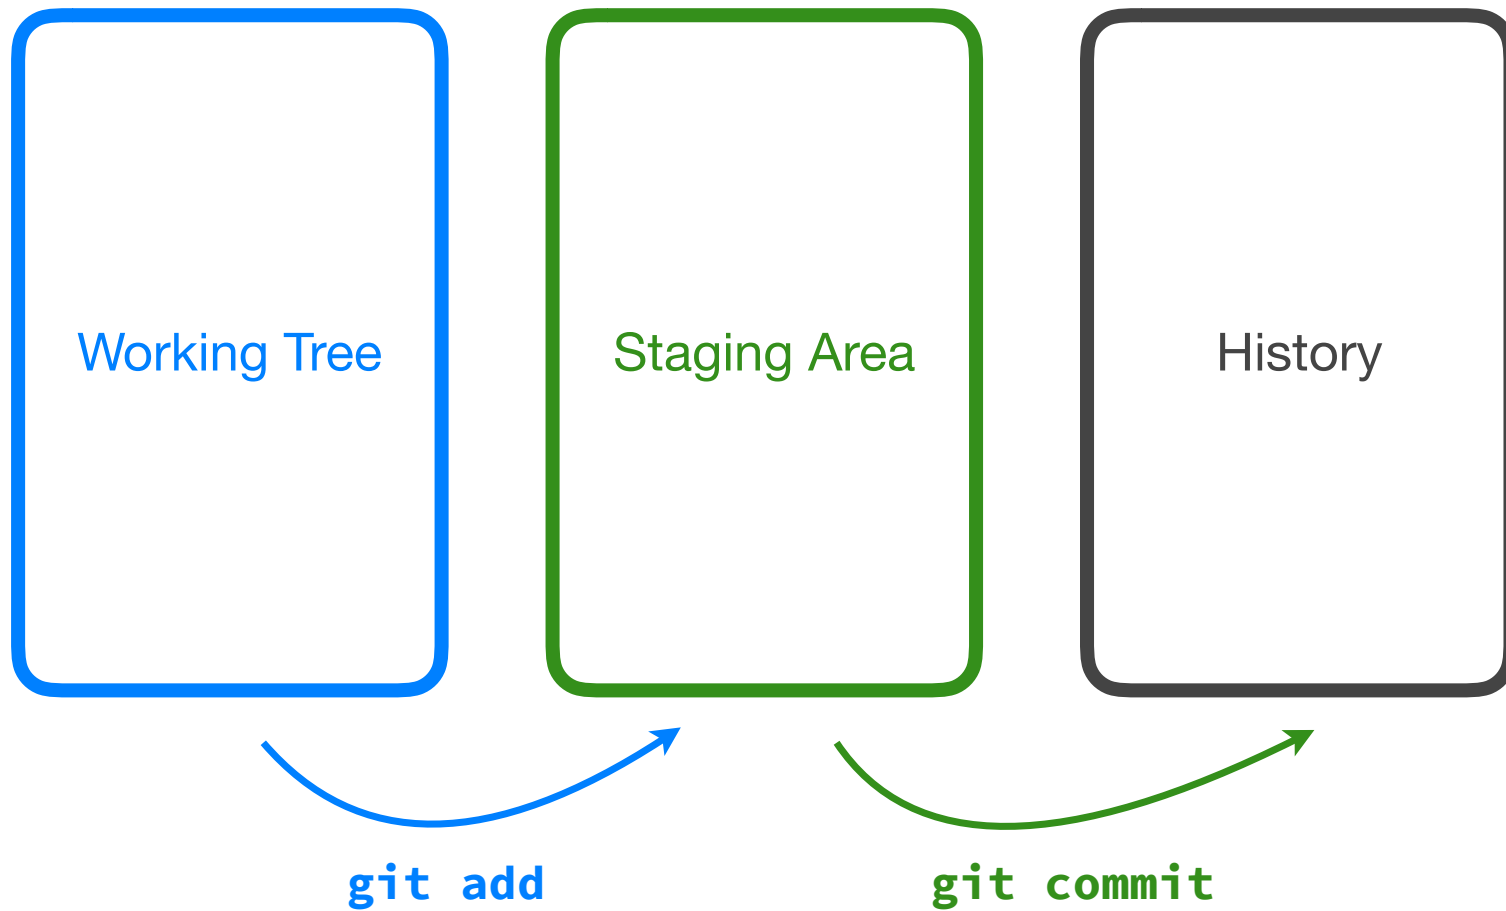 Working Tree
Staging Area
History
git add
git commit